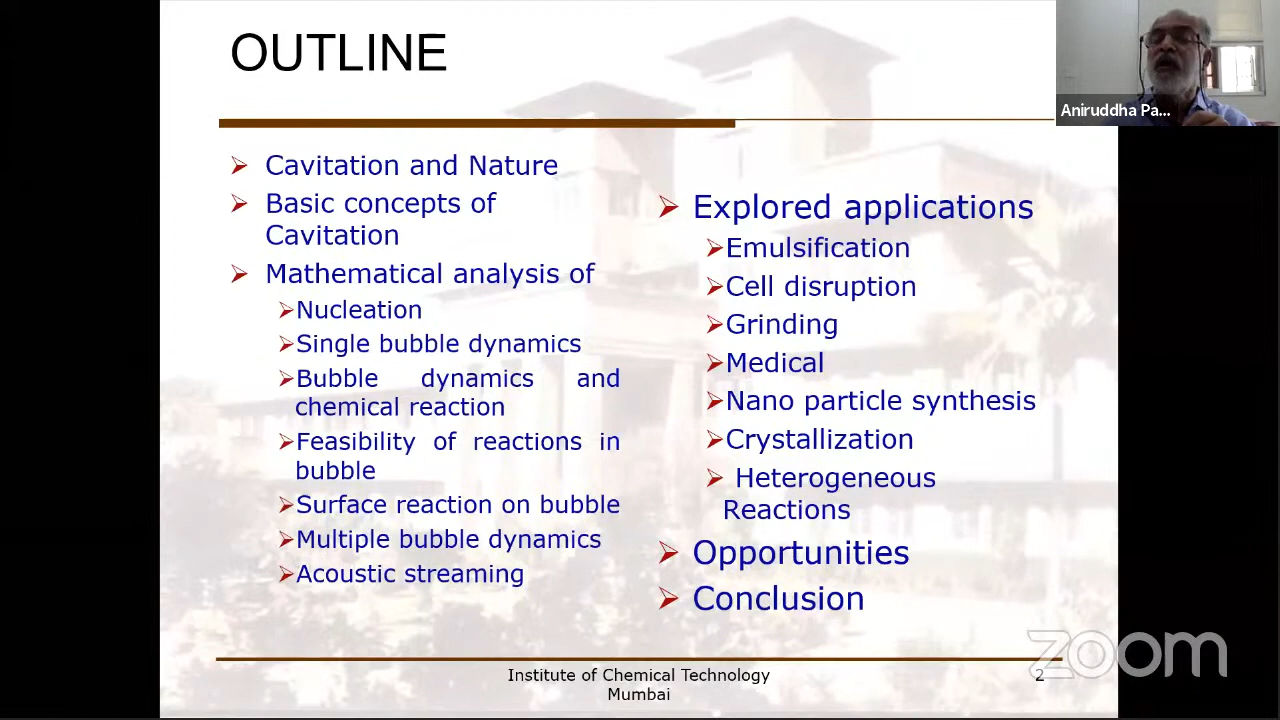 OUTLINE
Aniruddha Pa...
Cavitation and Nature
Basic concepts of
Cavitation
Mathematical analysis of
Nucleation
Single bubble dynamics
Bubble dynamics and
chemical reaction
Feasibility of reactions in
bubble
Surface reaction on bubble
Multiple bubble dynamics
Acoustic streaming
Explored applications
Emulsification
Cell disruption
Grinding
Medical
Nano particle synthesis
Crystallization
Heterogeneous
Reactions
Opportunities
Conclusion
Institute of Chemical Technology
Mumbai
2
zoom